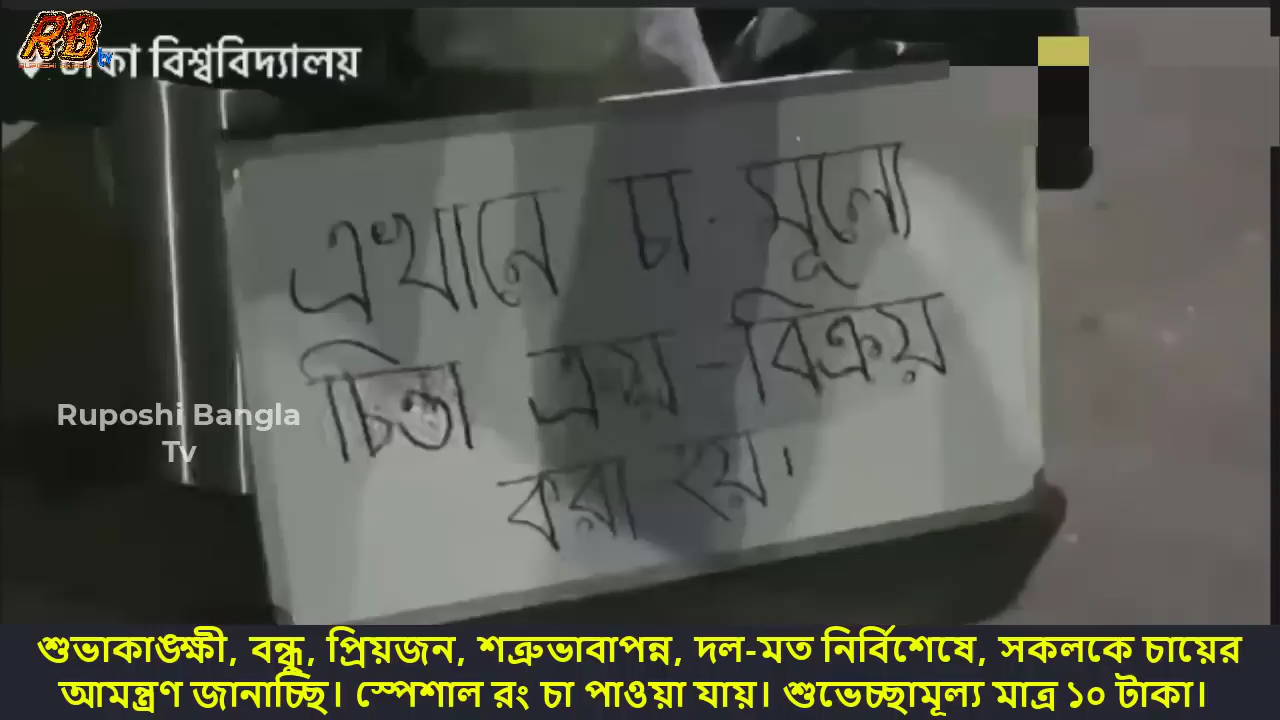 RB tv
ঢাকা বিশ্ববিদ্যালয়
এখানে চা মূল্যে
চিন্তা ক্রয়-বিক্রয়
করা হয়।
Ruposhi Bangla
Tv
শুভাকাঙ্ক্ষী, বন্ধু, প্রিয়জন, শত্রুভাবাপন্ন, দল-মত নির্বিশেষে, সকলকে চায়ের
আমন্ত্রণ জানাচ্ছি। স্পেশাল রং চা পাওয়া যায়। শুভেচ্ছামূল্য মাত্র ১০ টাকা।